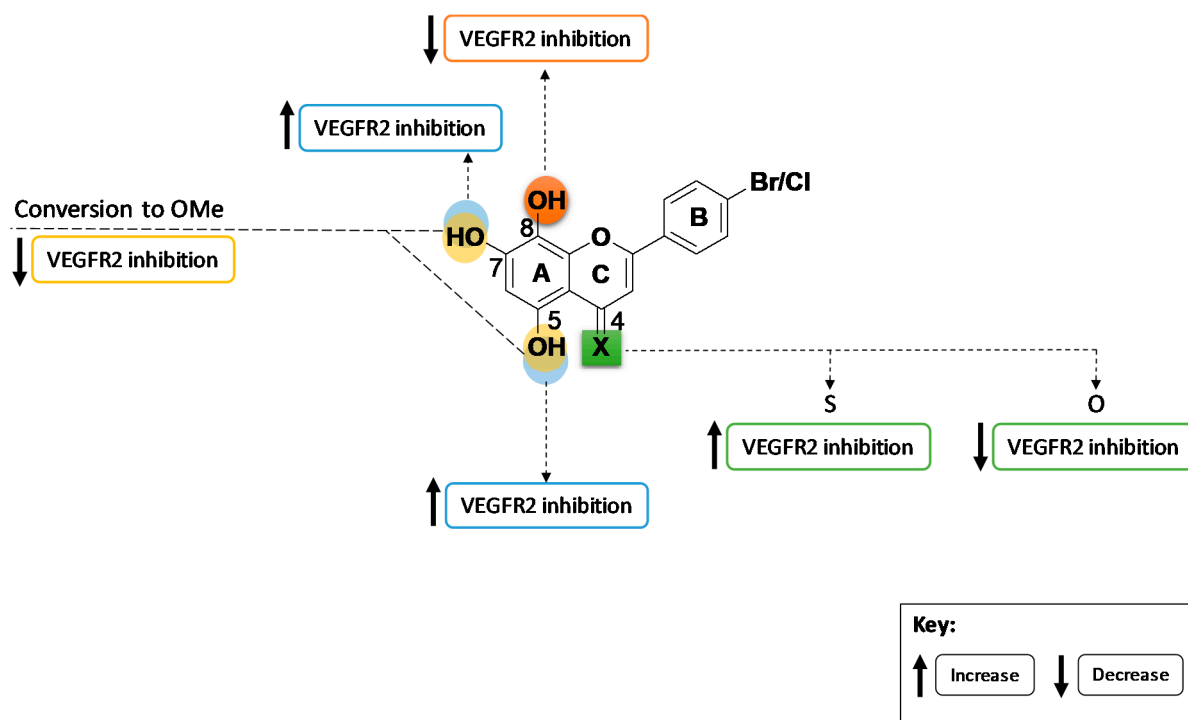 VEGFR2 inhibition
VEGFR2 inhibition
Conversion to OMe
VEGFR2 inhibition
Br/Cl
B
OH
8
O
HO
7
A
C
5
4
OH
X
S
O
VEGFR2 inhibition
VEGFR2 inhibition
VEGFR2 inhibition
Key:
Increase
Decrease